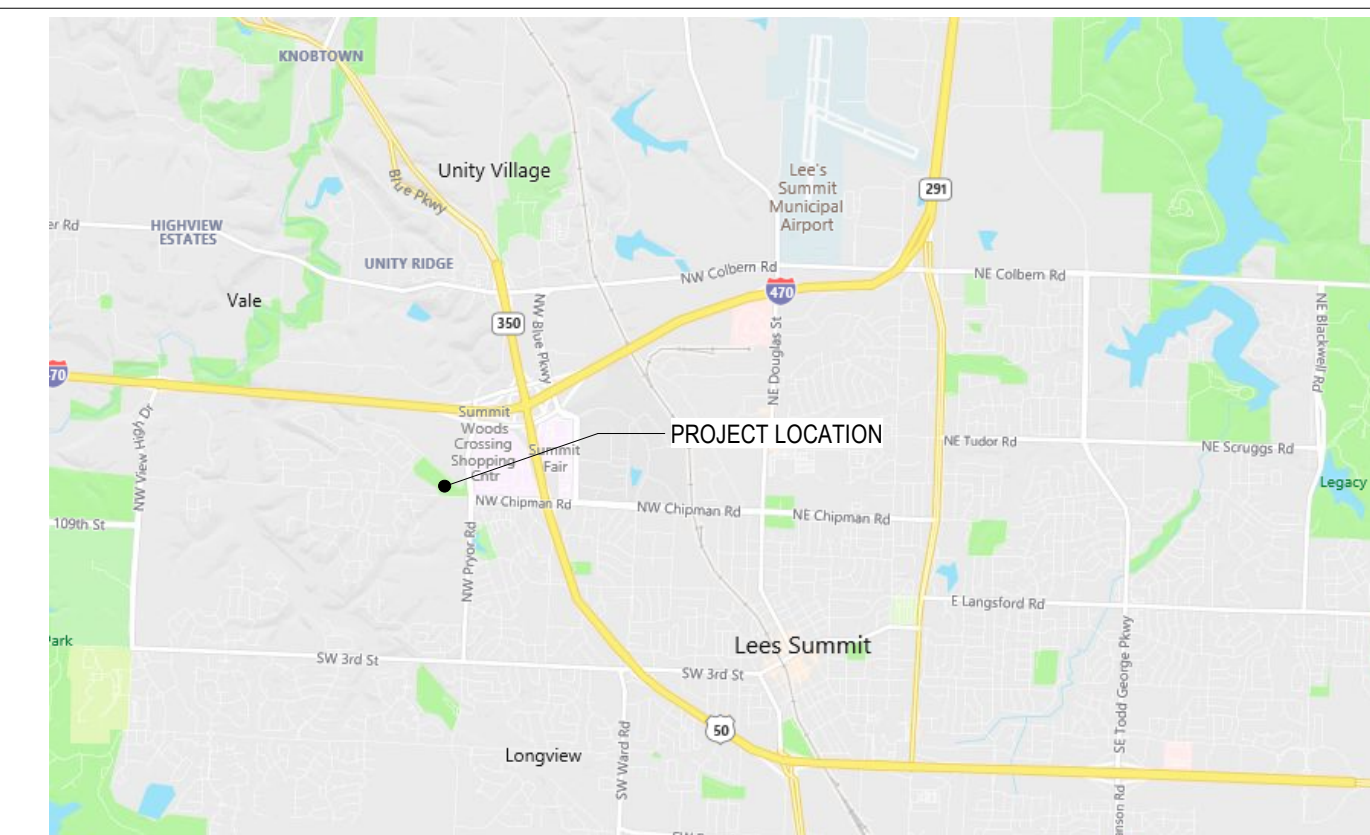 KNOBTOWN
Unity Village
Blue Pkwy
Lee's
Summit
Municipal
Airport
291
er Rd
HIGHVIEW
ESTATES
UNITY RIDGE
NW Colbern Rd
NE Colbern Rd
470
Vale
350
NW Blue Pkwy
NE Douglas St
NE Blackwell Rd
70
NW View High Dr
Summit
Woods
Crossing
Shopping
Cntr
Summit
Fair
PROJECT LOCATION
NE Tudor Rd
NE Scruggs Rd
Legacy
NW Chipman Rd
NW Chipman Rd
NE Chipman Rd
109th St
NW Pryor Rd
E Langsford Rd
Park
Lees Summit
SW 3rd St
SW 3rd St
SE Todd George Pkwy
50
Longview
SW Ward Rd
291